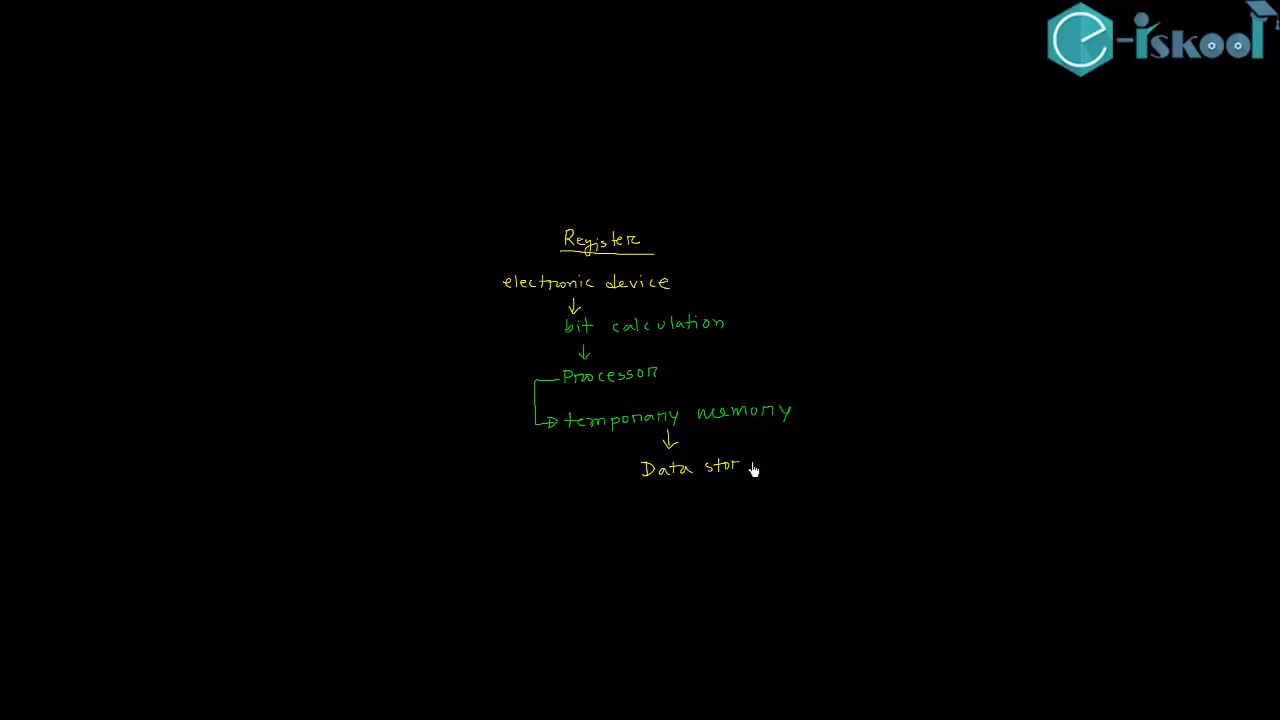 e-iskool
Register
electronic device
bit calculation
Processor
temporary memory
Data stor